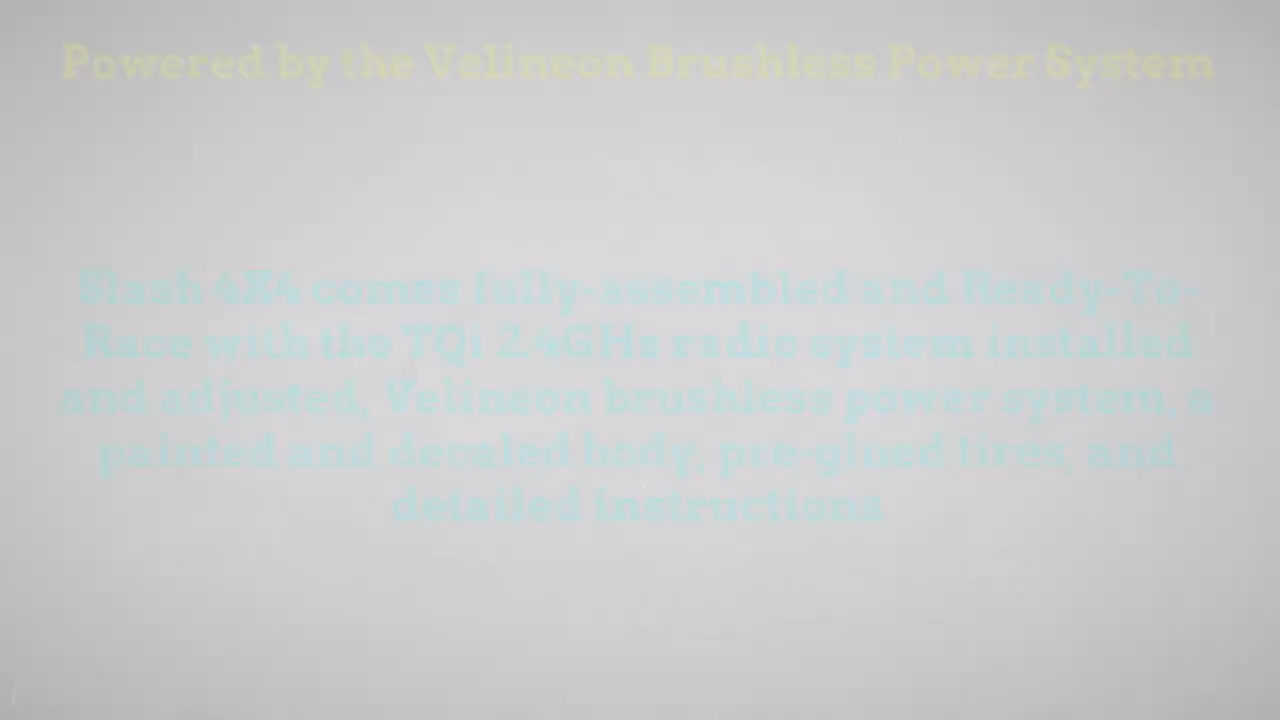 Powered by the Velineon Brushless Power System
Slash 4X4 comes fully-assembled and Ready-To-
Race with the TQi 2.4GHz radio system installed
and adjusted, Velineon brushless power system, a
painted and decaled body, pre-glued tires, and
detailed instructions